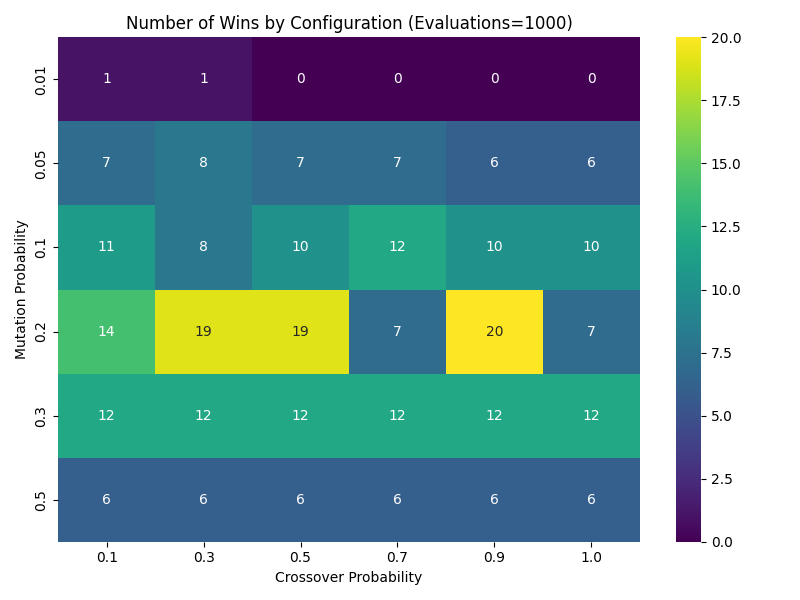 Number of Wins by Configuration (Evaluations=1000)
Mutation Probability
0.01 1 1 0 0 0 0
0.05 7 8 7 7 6 6
0.1 11 8 10 12 10 10
0.2 14 19 19 7 20 7
0.3 12 12 12 12 12 12
0.5 6 6 6 6 6 6
0.1 0.3 0.5 0.7 0.9 1.0
Crossover Probability
20.0
17.5
15.0
12.5
10.0
7.5
5.0
2.5
0.0